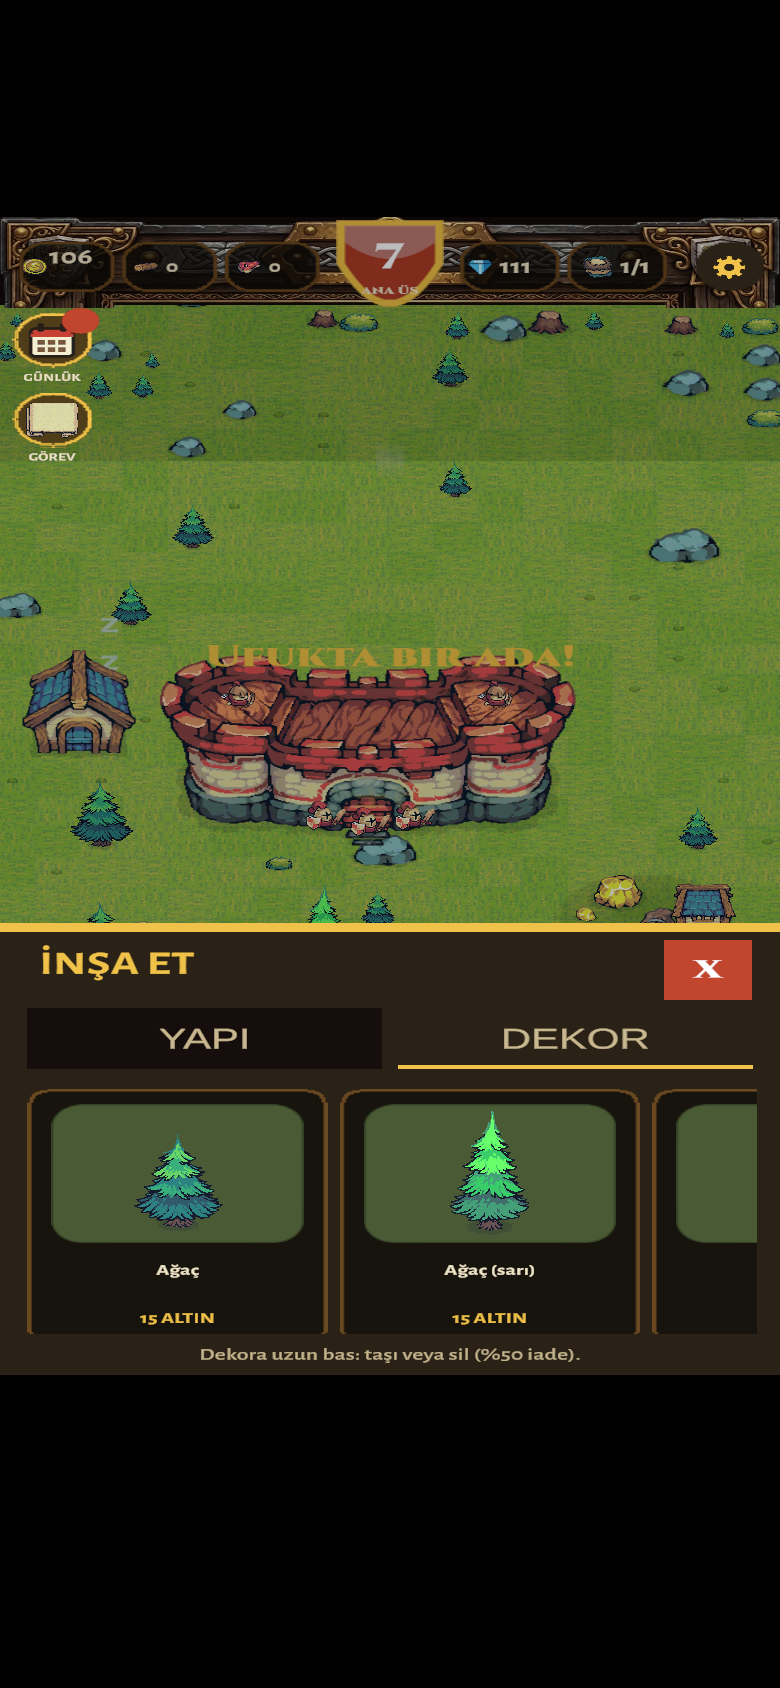 106
0
0
7
ANA ÜS
111
1/1
GÜNLÜK
GÖREV
Z
Z
UFUKTA BIR ADA!
İNŞA ET
X
YAPI
DEKOR
Ağaç
Ağaç (sarı)
15 ALTIN
15 ALTIN
Dekora uzun bas: taşı veya sil (%50 iade).